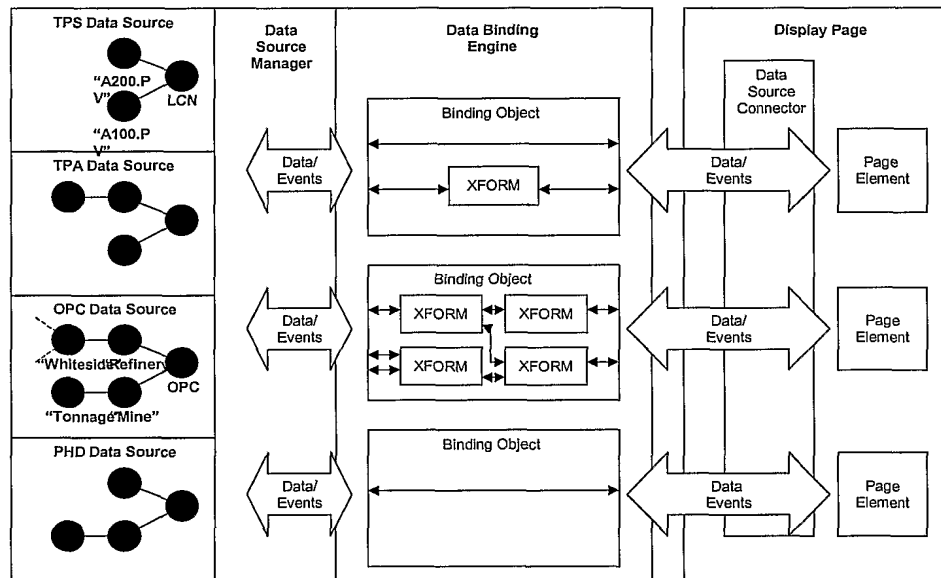 TPS Data Source
"A200.P
V"
LCN
"A100.P
V"
TPA Data Source
OPC Data Source
"Whiteside"
"Refinery
OPC
"Tonnage"
"Mine"
PHD Data Source
Data
Source
Manager
Data/
Events
Data/
Events
Data/
Events
Data Binding
Engine
Binding Object
XFORM
Binding Object
XFORM
XFORM
XFORM
XFORM
Binding Object
Data/
Events
Data/
Events
Data
Events
Display Page
Data
Source
Connector
Page
Element
Page
Element
Page
Element